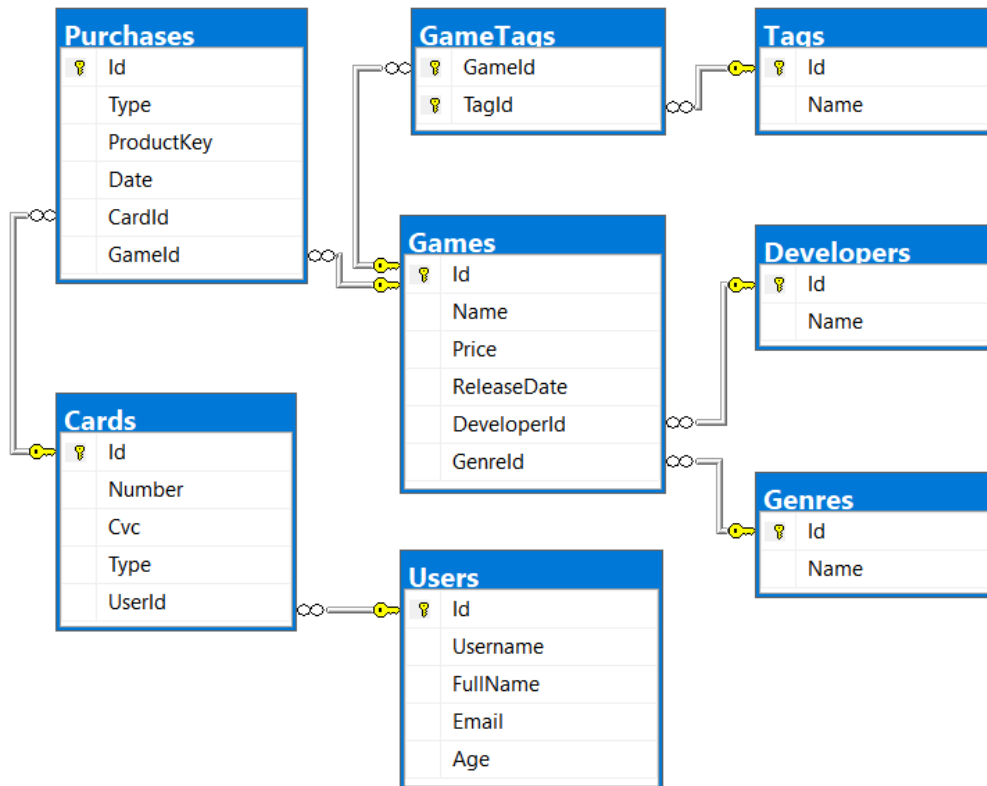 Purchases
Id
Type
ProductKey
Date
CardId
GameId
GameTags
GameId
TagId
Tags
Id
Name
Games
Id
Name
Price
ReleaseDate
DeveloperId
GenreId
Developers
Id
Name
Cards
Id
Number
Cvc
Type
UserId
Genres
Id
Name
Users
Id
Username
FullName
Email
Age